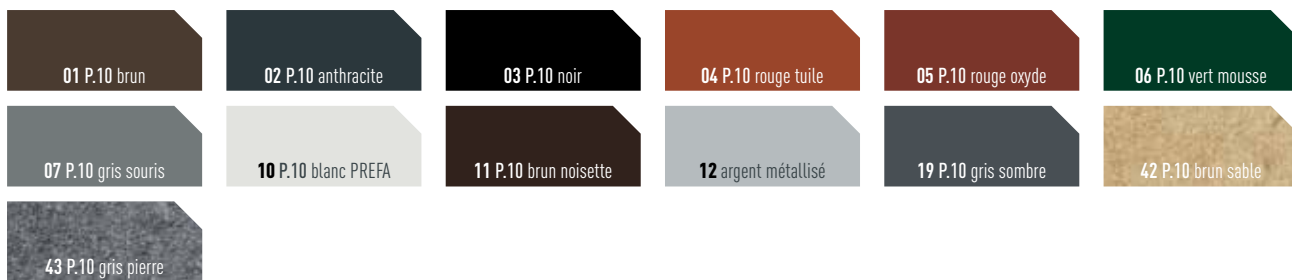 01 P.10 brun
02 P.10 anthracite
03 P.10 noir
04 P.10 rouge tuile
05 P.10 rouge oxyde
06 P.10 vert mousse
07 P.10 gris souris
10 P.10 blanc PREFA
11 P.10 brun noisette
12 argent métallisé
19 P.10 gris sombre
42 P.10 brun sable
43 P.10 gris pierre